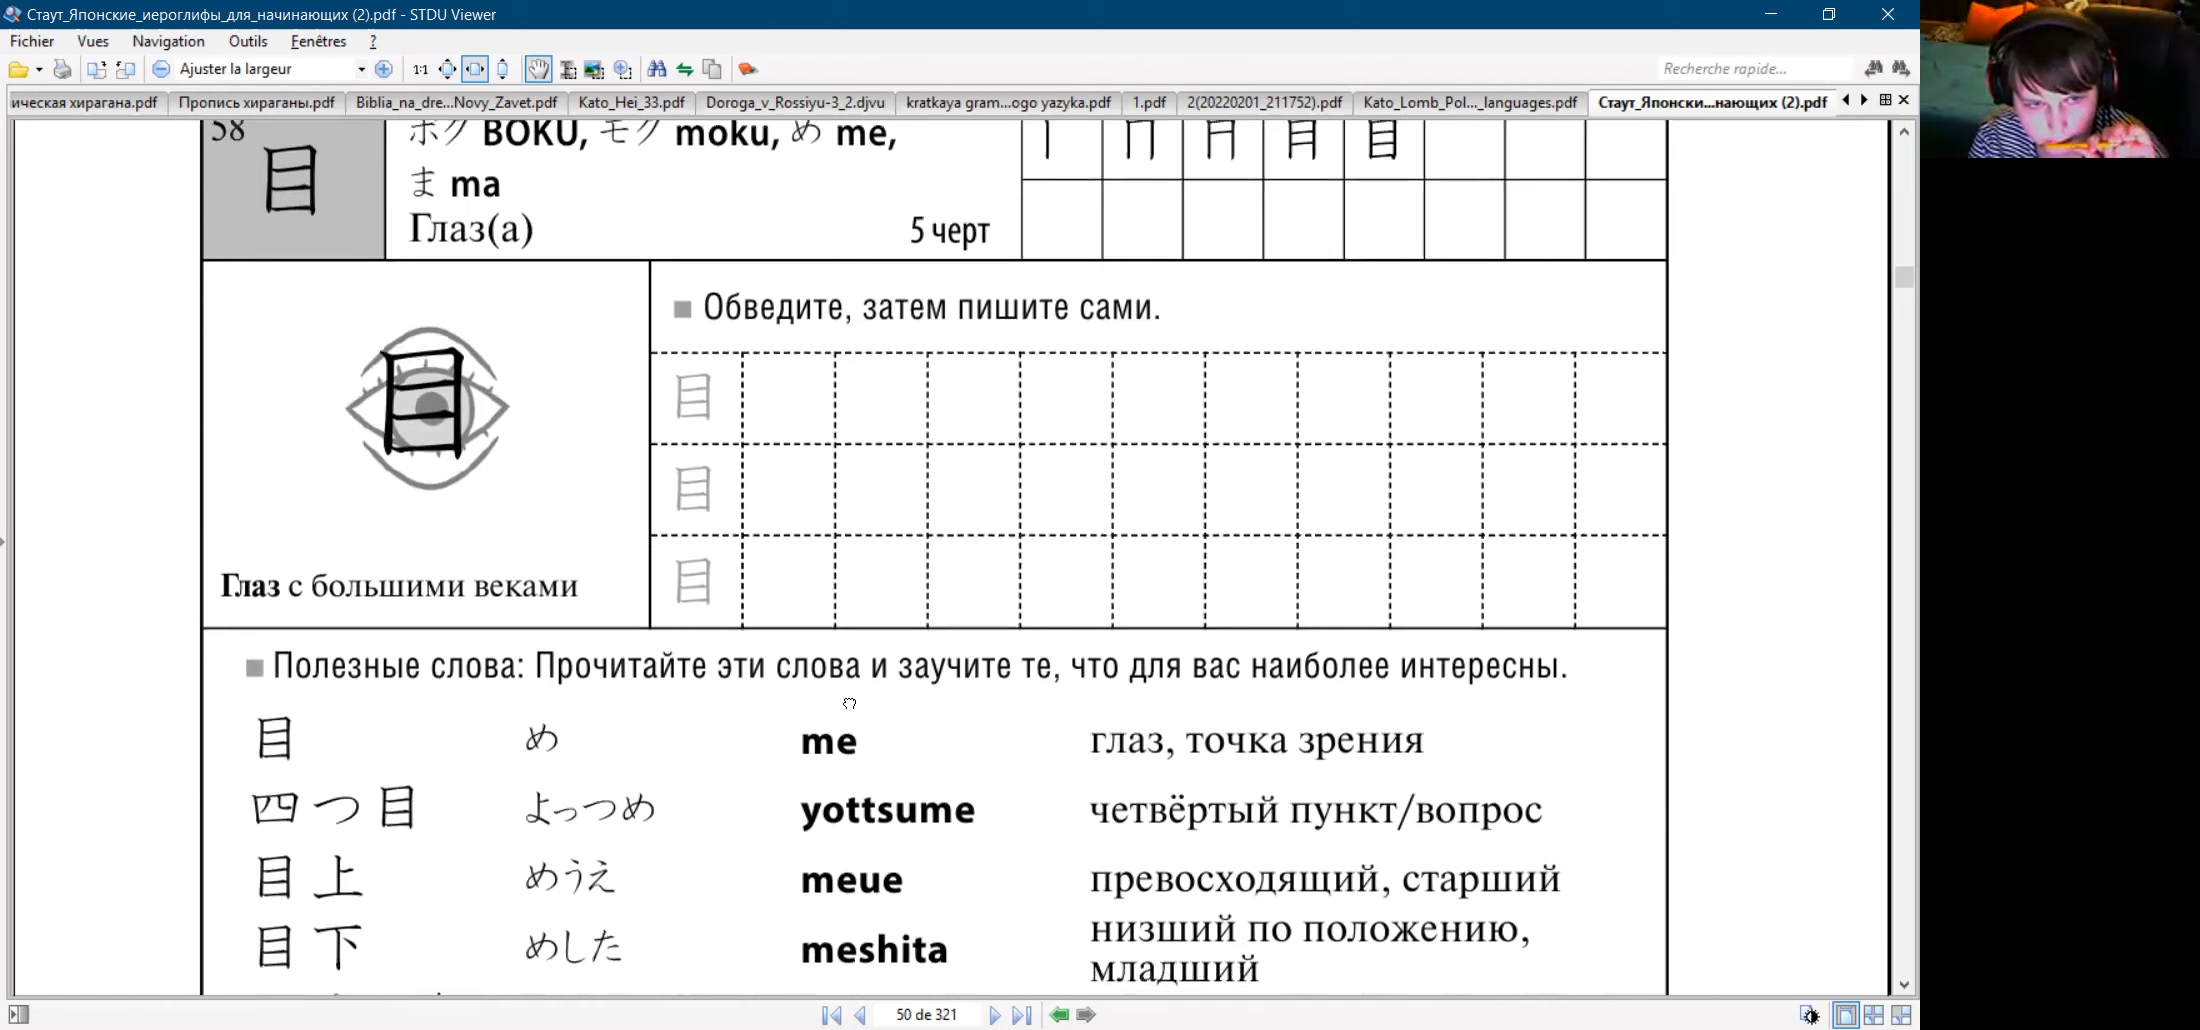 Стаут_Японские_иероглифы_для_начинающих (2).pdf - STDU Viewer
Fichier Vues Navigation Outils Fenêtres ?
Ajuster la largeur 1:1 Recherche rapide...
ическая хирагана.pdf Пропись хираганы.pdf Biblia_na_dre...Novy_Zavet.pdf Kato_Hei_33.pdf Doroga_v_Rossiyu-3_2.djvu kratkaya gram...ogo yazyka.pdf 1.pdf 2(20220201_211752).pdf Kato_Lomb_Pol..._languages.pdf Стаут_Японски...нающих (2).pdf
58
目
ボク BOKU, モク moku, め me,
ま ma
Глаз(а)
5 черт
目
目
Глаз с большими веками
Обведите, затем пишите сами.
目
目
目
Полезные слова: Прочитайте эти слова и заучите те, что для вас наиболее интересны.
目 め me глаз, точка зрения
四つ目 よっつめ yottsume четвёртый пункт/вопрос
目上 めうえ meue превосходящий, старший
目下 めした meshita низший по положению,
младший
50 de 321